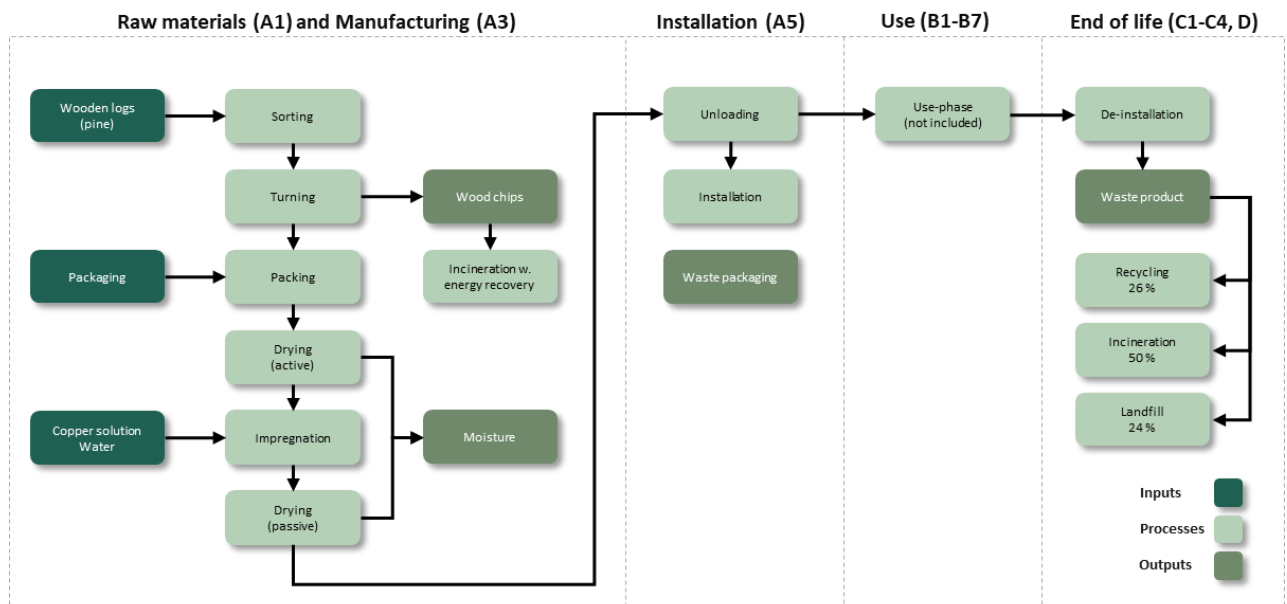 Raw materials (A1) and Manufacturing (A3)
Installation (A5)
Use (B1-B7)
End of life (C1-C4, D)
Wooden logs
(pine)
Sorting
Turning
Wood chips
Packaging
Packing
Incineration w.
energy recovery
Drying
(active)
Copper solution
Water
Impregnation
Moisture
Drying
(passive)
Unloading
Installation
Waste packaging
Use-phase
(not included)
De-installation
Waste product
Recycling
26 %
Incineration
50 %
Landfill
24 %
Inputs
Processes
Outputs